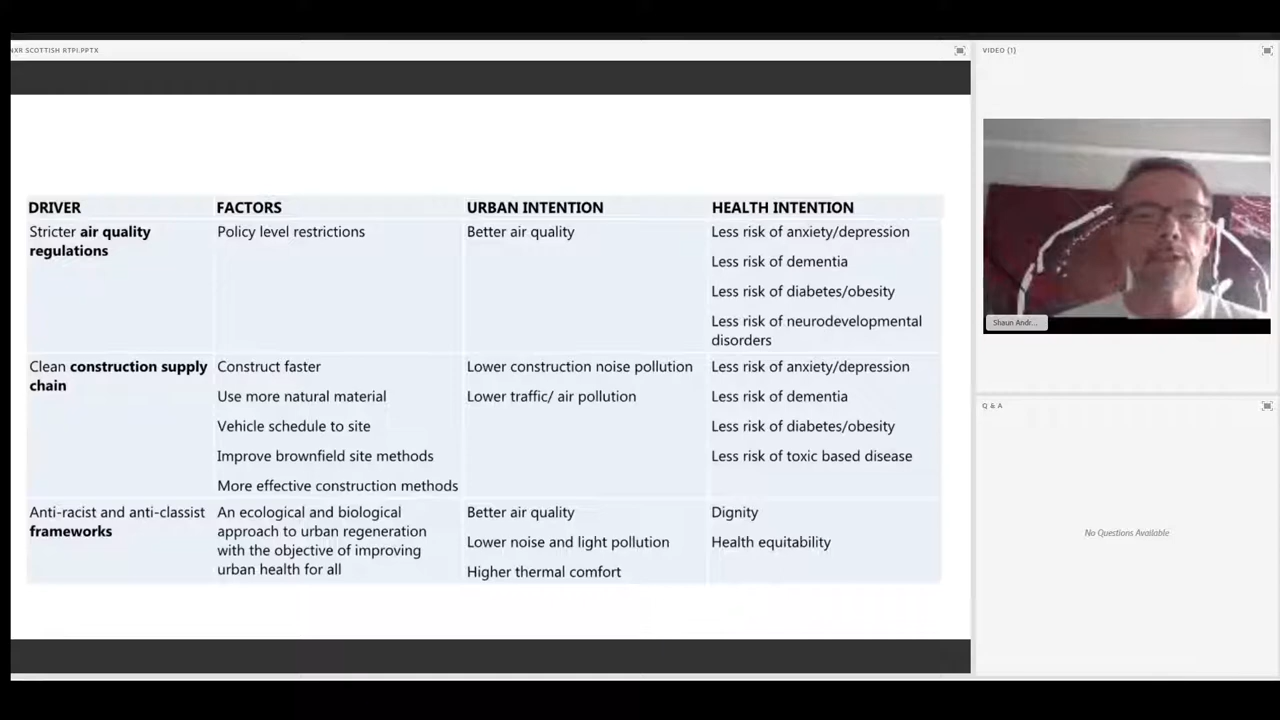 NXR SCOTTISH RTPI.PPTX
VIDEO (1)
DRIVER FACTORS URBAN INTENTION HEALTH INTENTION
Stricter air quality
regulations
Policy level restrictions
Better air quality
Less risk of anxiety/depression
Less risk of dementia
Less risk of diabetes/obesity
Less risk of neurodevelopmental
disorders
Clean construction supply
chain
Construct faster
Use more natural material
Vehicle schedule to site
Improve brownfield site methods
More effective construction methods
Lower construction noise pollution
Lower traffic/ air pollution
Less risk of anxiety/depression
Less risk of dementia
Less risk of diabetes/obesity
Less risk of toxic based disease
Anti-racist and anti-classist
frameworks
An ecological and biological
approach to urban regeneration
with the objective of improving
urban health for all
Better air quality
Lower noise and light pollution
Higher thermal comfort
Dignity
Health equitability
Shaun Andr...
Q & A
No Questions Available